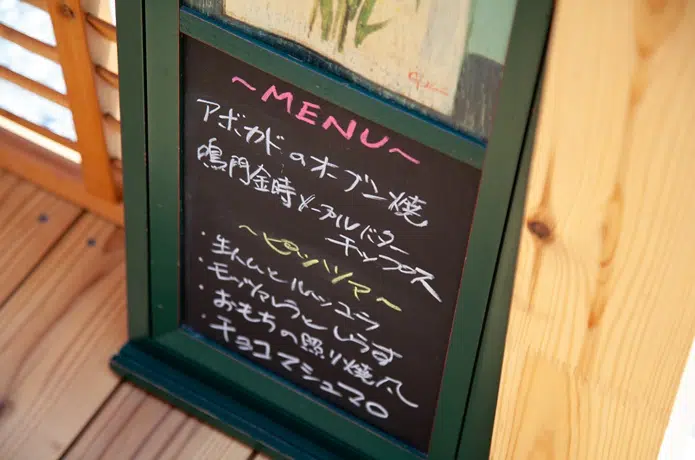 ~MENU~
アボカドのオーブン焼
鳴門金時メープルバター
チップス
~ピッツァ~
・生ハムとルッコラ
・モッツァレラとしらす
・おもちの照り焼風
・チョコマシュマロ